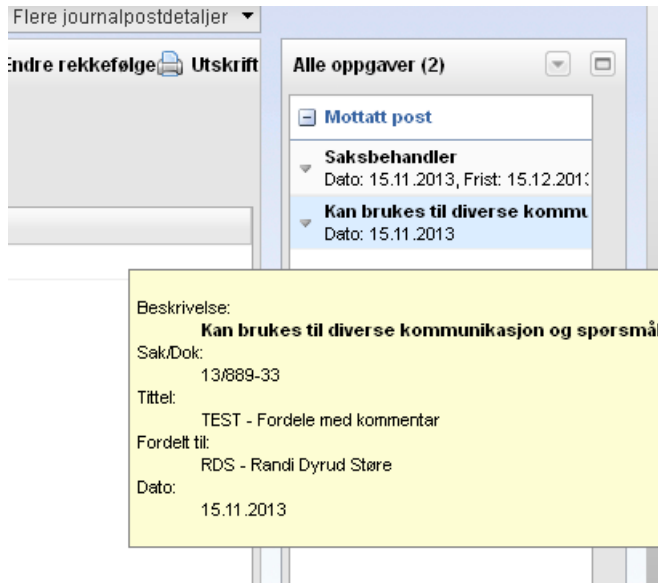 Flere journalpostdetaljer
Endre rekkefølge Utskrift
Alle oppgaver (2)
Mottatt post
Saksbehandler
Dato: 15.11.2013, Frist: 15.12.201
Kan brukes til diverse kommu
Dato: 15.11.2013
Beskrivelse:
Kan brukes til diverse kommunikasjon og spørsmål
Sak/Dok:
13/889-33
Tittel:
TEST - Fordele med kommentar
Fordelt til:
RDS - Randi Dyrud Støre
Dato:
15.11.2013